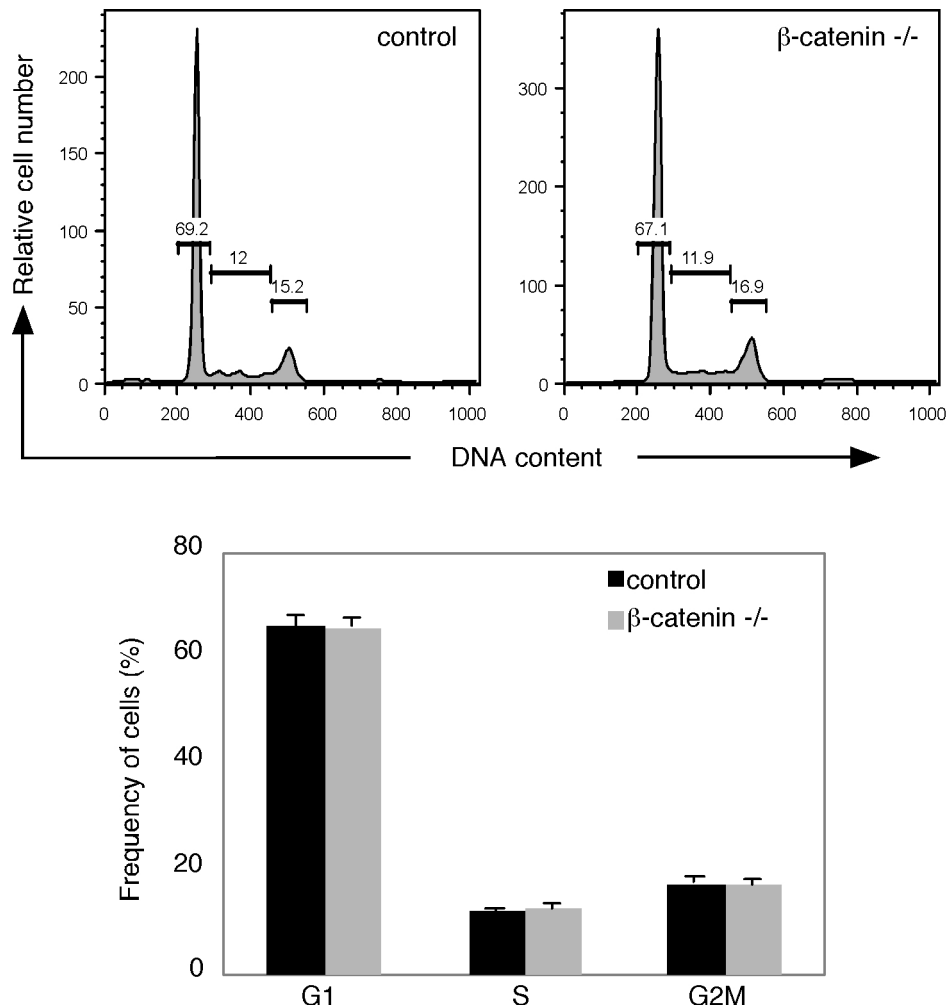 control
β-catenin -/-
Relative cell number
200
150
100
50
0
69.2
12
15.2
0 200 400 600 800 1000
300
200
100
0
67.1
11.9
16.9
0 200 400 600 800 1000
DNA content
80
60
40
20
0
Frequency of cells (%)
control
β-catenin -/-
G1 S G2M